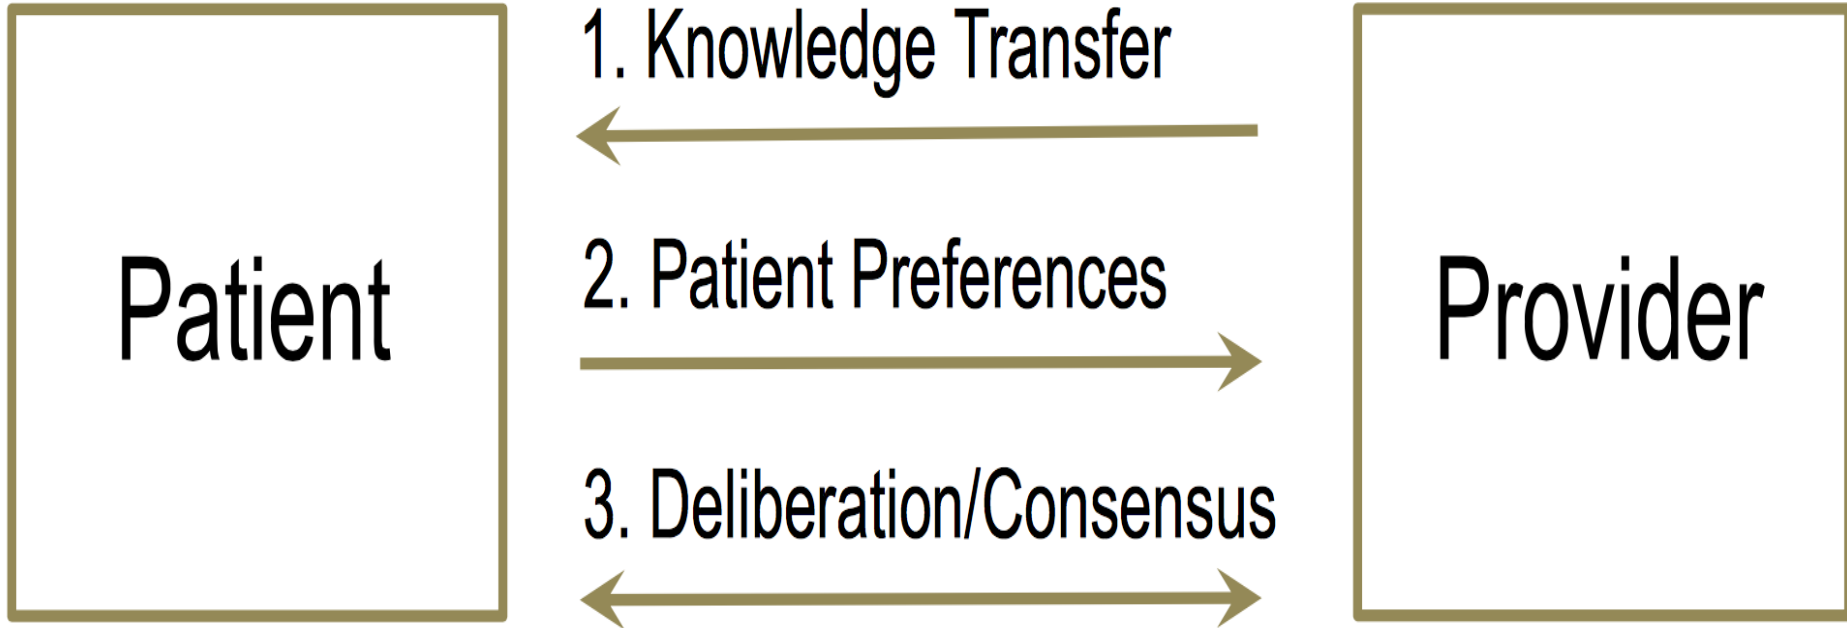 Patient
1. Knowledge Transfer
2. Patient Preferences
3. Deliberation/Consensus
Provider